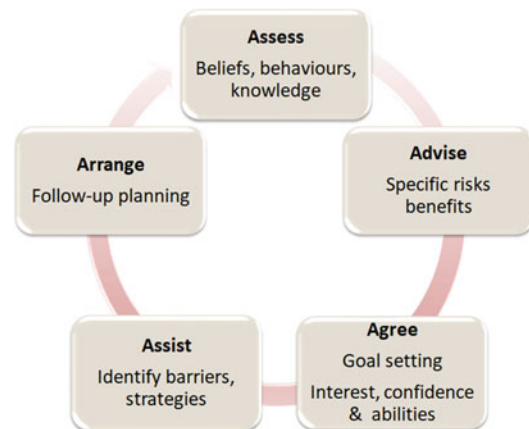 Assess
Beliefs, behaviours,
knowledge
Advise
Specific risks
benefits
Agree
Goal setting
Interest, confidence
& abilities
Assist
Identify barriers,
strategies
Arrange
Follow-up planning